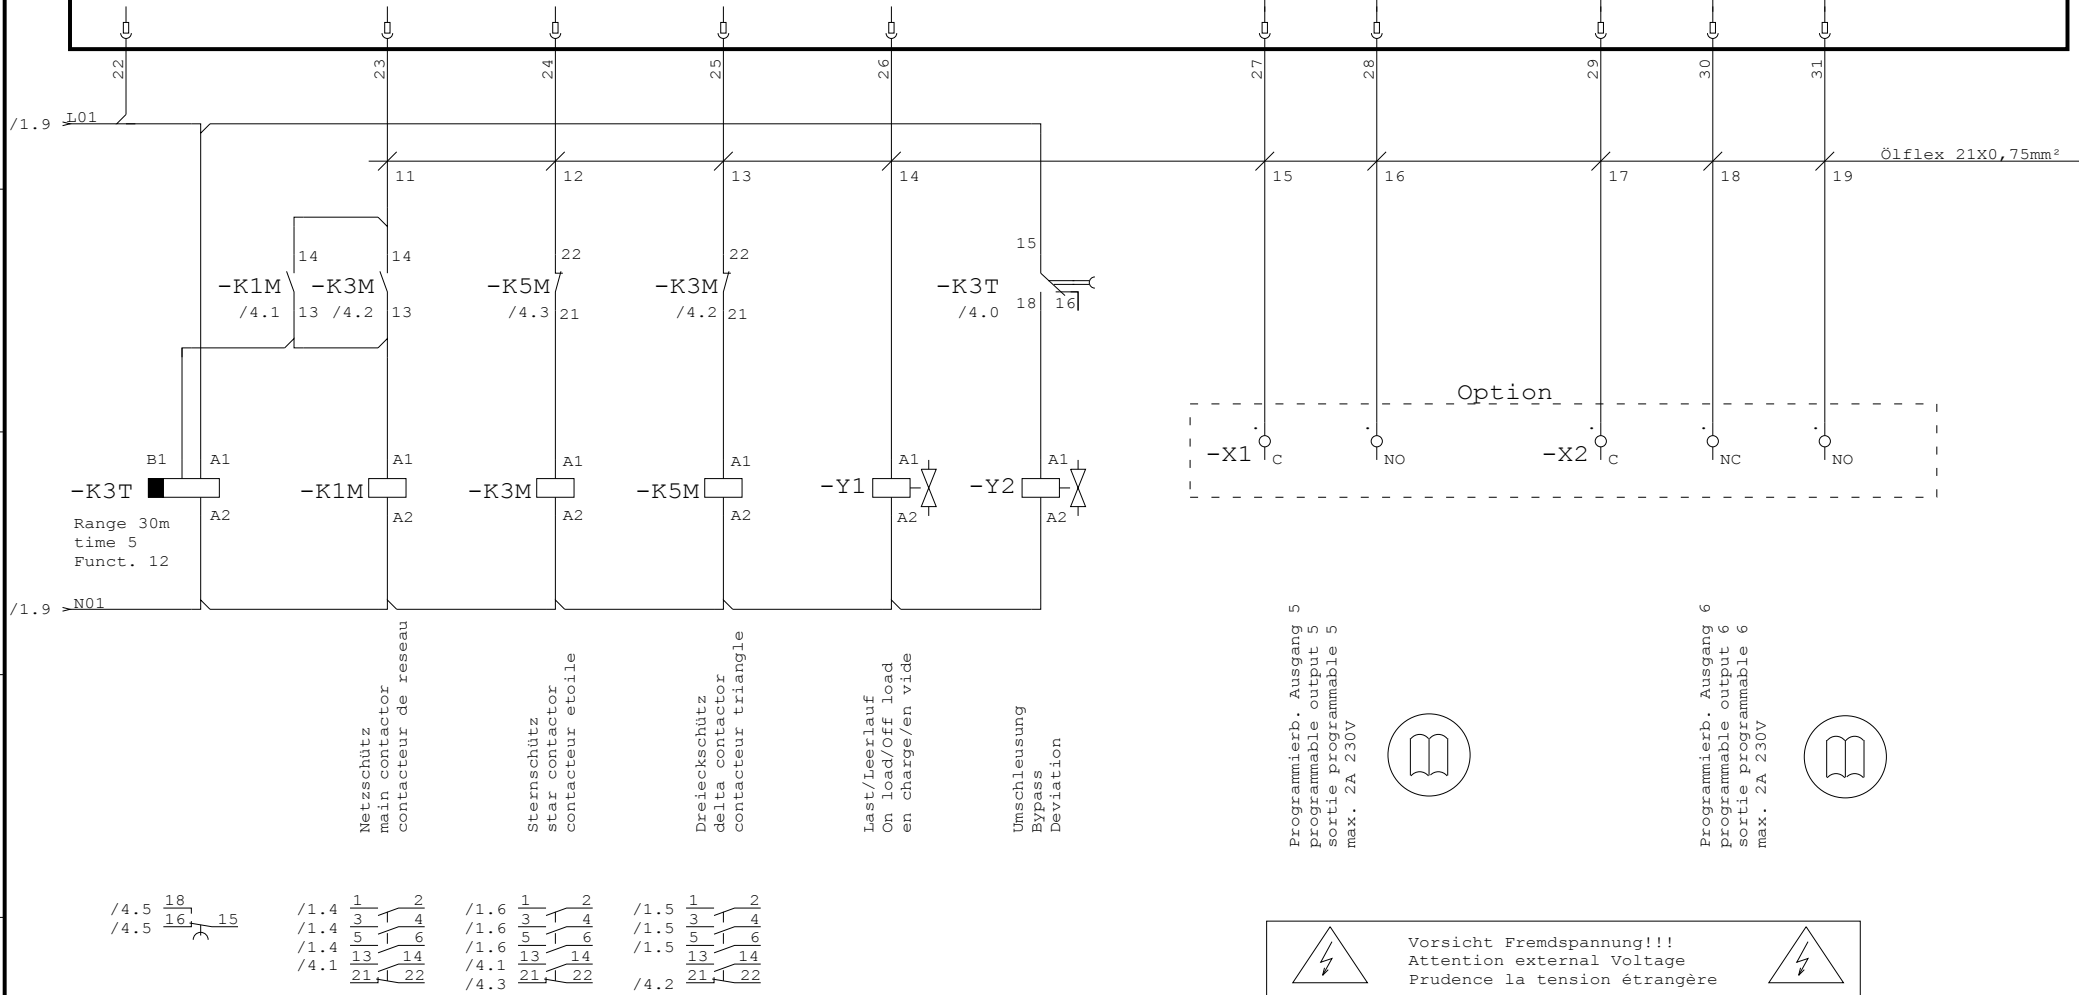 22
23
24
25
26
27
28
29
30
31
/1.9 L01
Ölflex 21X0,75mm²
11
12
13
14
15
16
17
18
19
14
14
22
22
15
-K1M
-K3M
-K5M
-K3M
-K3T
/4.1
13
/4.2
13
/4.3
21
/4.2
21
/4.0
18
16
Option
-X1
C
NO
-X2
C
NC
NO
B1
A1
A1
A1
A1
A1
A1
-K3T
-K1M
-K3M
-K5M
-Y1
-Y2
A2
A2
A2
A2
A2
A2
Range 30m
time 5
Funct. 12
/1.9 N01
Netzschütz
main contactor
contacteur de reseau
Sternschütz
star contactor
contacteur etoile
Dreieckschütz
delta contactor
contacteur triangle
Last/Leerlauf
On load/Off load
en charge/en vide
Umschleusung
Bypass
Deviation
Programmierb. Ausgang 5
programmable output 5
sortie programmable 5
max. 2A 230V
Programmierb. Ausgang 6
programmable output 6
sortie programmable 6
max. 2A 230V
/4.5 18
/4.5 16 15
/1.4 1 2
/1.4 3 4
/1.4 5 6
/4.1 13 14
21 22
/1.6 1 2
/1.6 3 4
/1.6 5 6
/4.1 13 14
/4.3 21 22
/1.5 1 2
/1.5 3 4
/1.5 5 6
13 14
/4.2 21 22
Vorsicht Fremdspannung!!!
Attention external Voltage
Prudence la tension étrangère